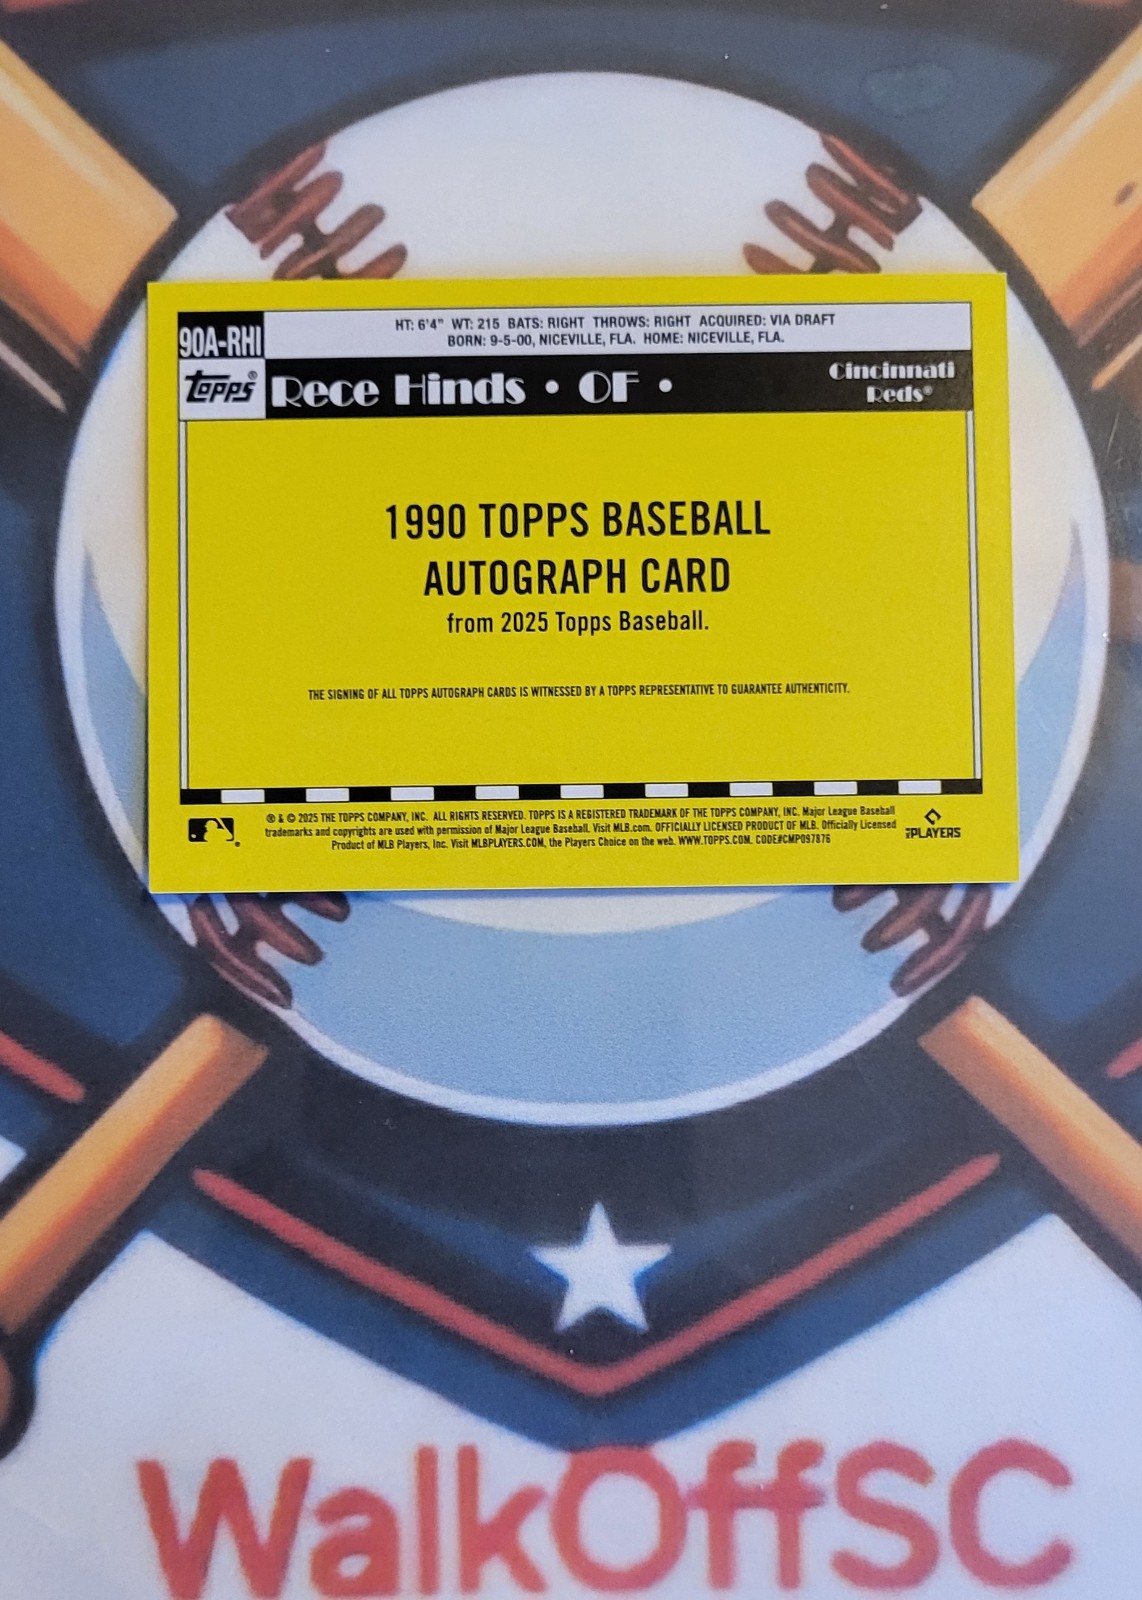 90A-RHI
HT: 6'4" WT: 215 BATS: RIGHT THROWS: RIGHT ACQUIRED: VIA DRAFT
BORN: 9-5-00, NICEVILLE, FLA. HOME: NICEVILLE, FLA.
Topps®
Rece Hinds • OF •
Cincinnati
Reds®
1990 TOPPS BASEBALL
AUTOGRAPH CARD
from 2025 Topps Baseball.
THE SIGNING OF ALL TOPPS AUTOGRAPH CARDS IS WITNESSED BY A TOPPS REPRESENTATIVE TO GUARANTEE AUTHENTICITY.
® & © 2025 THE TOPPS COMPANY, INC. ALL RIGHTS RESERVED. TOPPS IS A REGISTERED TRADEMARK OF THE TOPPS COMPANY, INC. Major League Baseball
trademarks and copyrights are used with permission of Major League Baseball. Visit MLB.com. OFFICIALLY LICENSED PRODUCT OF MLB. Officially Licensed
Product of MLB Players, Inc. Visit MLBPLAYERS.COM, the Players Choice on the web. WWW.TOPPS.COM. CODE#CMP097876
MLB PLAYERS
WalkOffSC